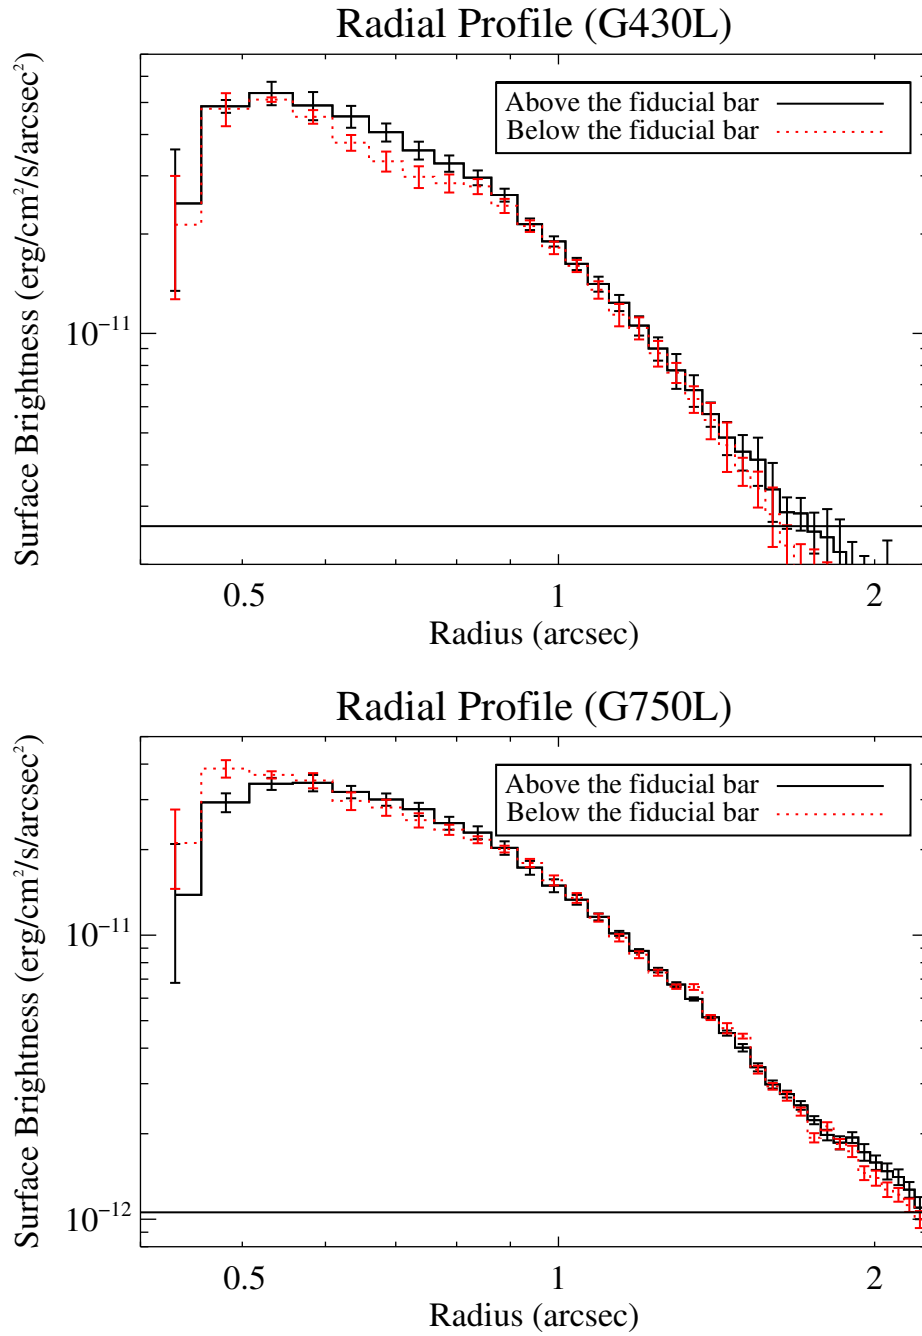 Radial Profile (G430L)
Surface Brightness (erg/cm²/s/arcsec²)
Above the fiducial bar
Below the fiducial bar
10⁻¹¹
0.5 1 2
Radius (arcsec)
Radial Profile (G750L)
Surface Brightness (erg/cm²/s/arcsec²)
Above the fiducial bar
Below the fiducial bar
10⁻¹¹
10⁻¹²
0.5 1 2
Radius (arcsec)